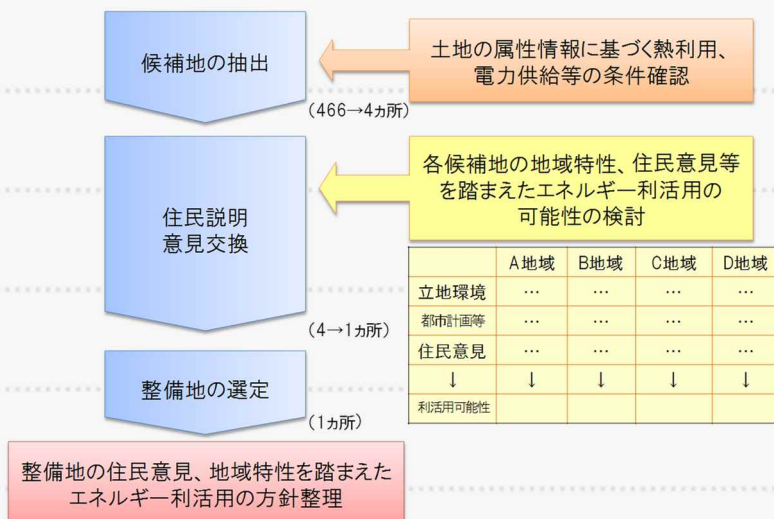 候補地の抽出
土地の属性情報に基づく熱利用、
電力供給等の条件確認
(466→4ヵ所)
住民説明
意見交換
各候補地の地域特性、住民意見等
を踏まえたエネルギー利活用の
可能性の検討
A地域 B地域 C地域 D地域
立地環境 … … … …
都市計画等 … … … …
住民意見 … … … …
↓ ↓ ↓ ↓ ↓
利活用可能性
(4→1ヵ所)
整備地の選定
(1ヵ所)
整備地の住民意見、地域特性を踏まえた
エネルギー利活用の方針整理